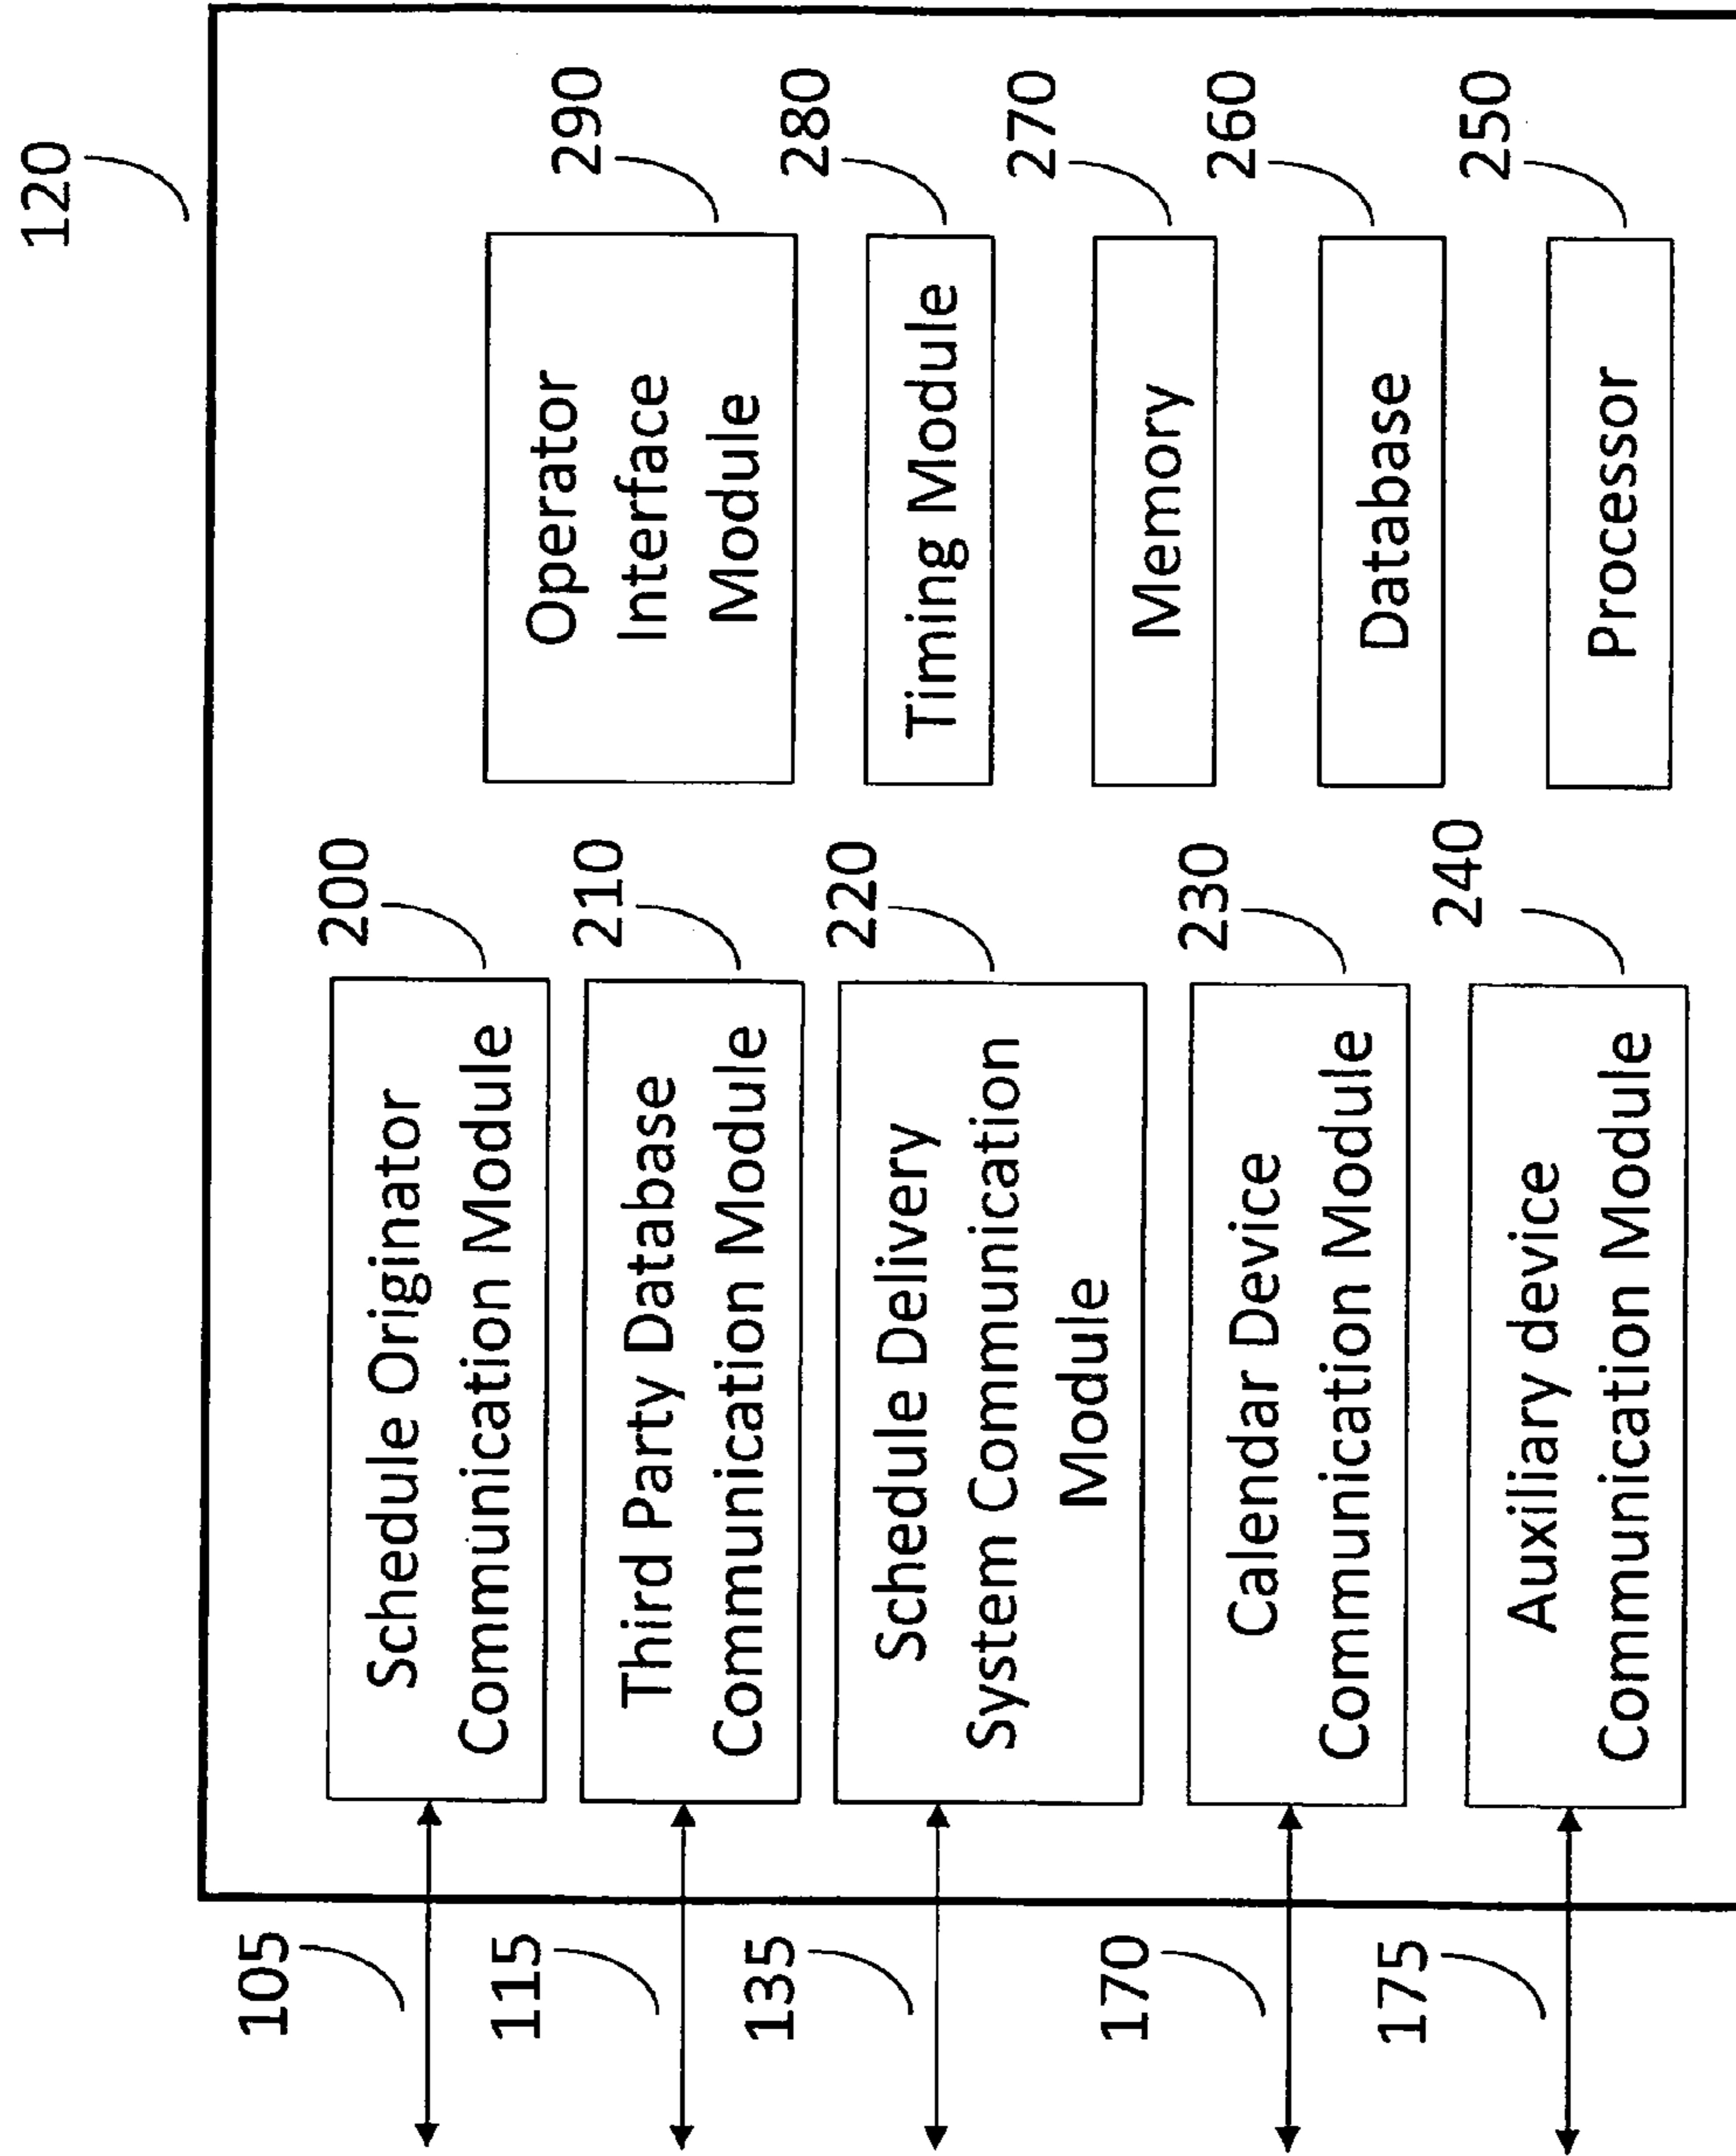 120
105
Schedule Originator
Communication Module
200
115
Third Party Database
Communication Module
210
135
Schedule Delivery
System Communication
Module
220
170
Calendar Device
Communication Module
230
175
Auxiliary device
Communication Module
240
Operator
Interface
Module
290
Timing Module
280
Memory
270
Database
260
Processor
250